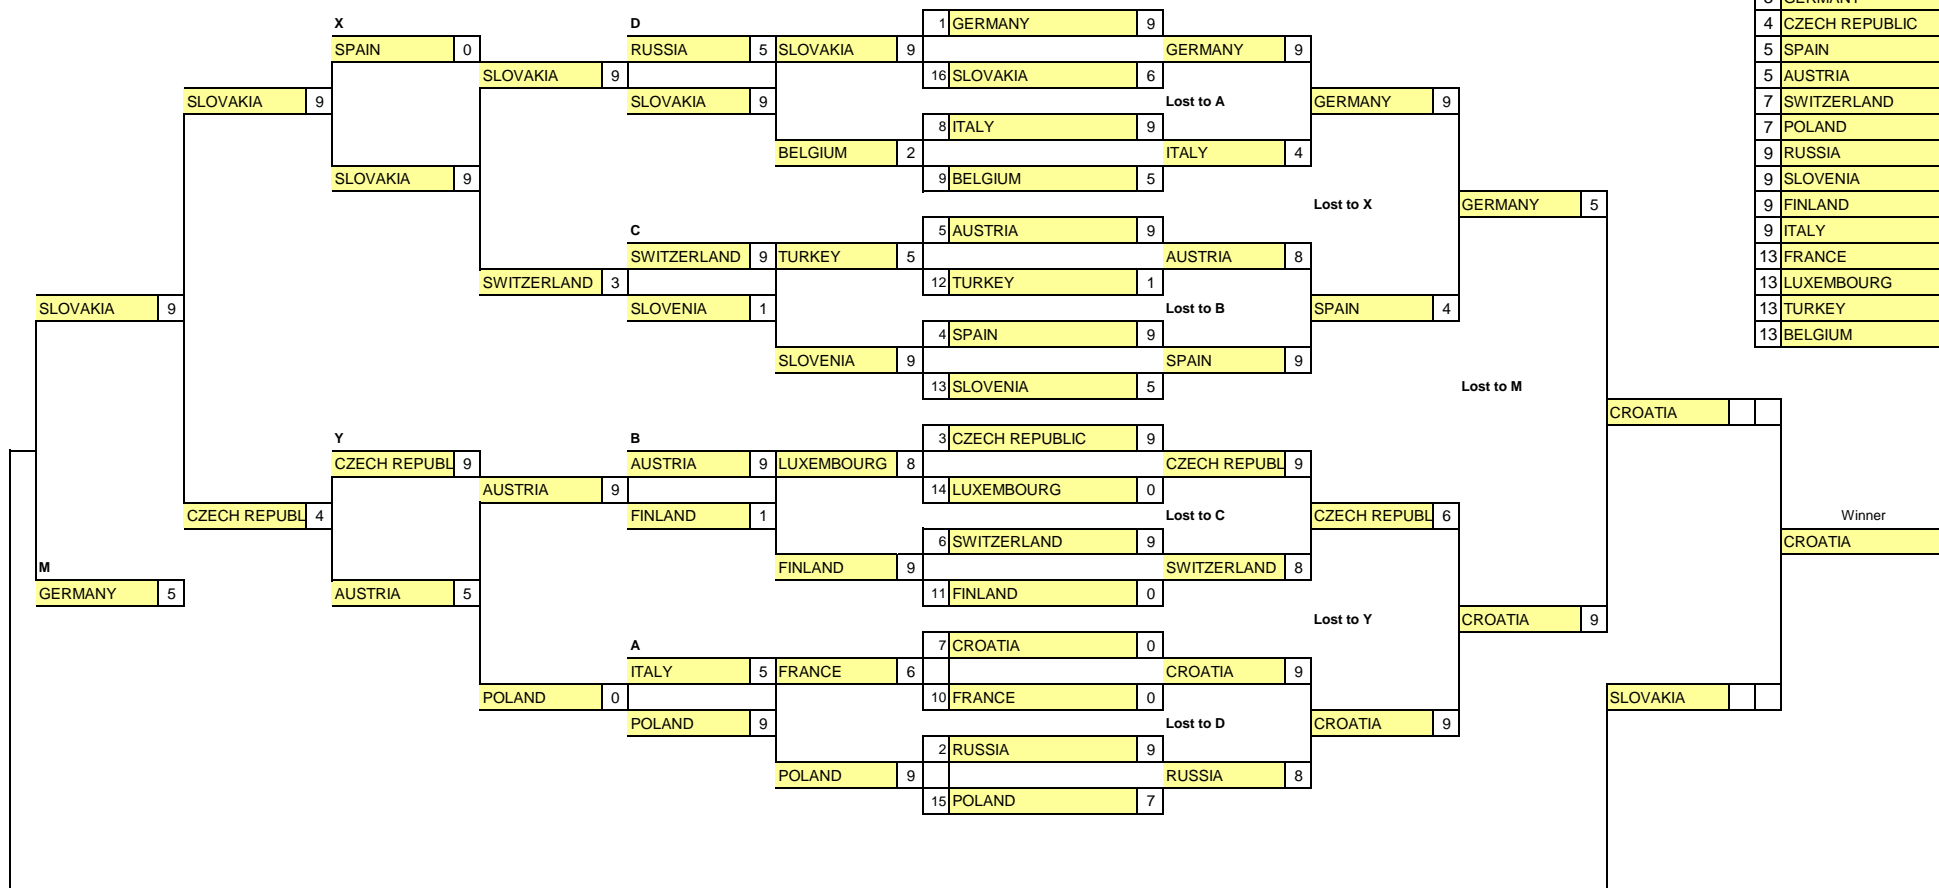 3 GERMANY
X D 1 GERMANY 9 4 CZECH REPUBLIC
SPAIN 0 RUSSIA 5 SLOVAKIA 9 GERMANY 9 5 SPAIN
SLOVAKIA 9 16 SLOVAKIA 6 5 AUSTRIA
SLOVAKIA 9 SLOVAKIA 9 Lost to A GERMANY 9 7 SWITZERLAND
8 ITALY 9 7 POLAND
BELGIUM 2 ITALY 4 9 RUSSIA
SLOVAKIA 9 9 BELGIUM 5 9 SLOVENIA
Lost to X GERMANY 5 9 FINLAND
C 5 AUSTRIA 9 9 ITALY
SWITZERLAND 9 TURKEY 5 AUSTRIA 8 13 FRANCE
SWITZERLAND 3 12 TURKEY 1 13 LUXEMBOURG
SLOVAKIA 9 SLOVENIA 1 Lost to B SPAIN 4 13 TURKEY
4 SPAIN 9 13 BELGIUM
SLOVENIA 9 SPAIN 9
13 SLOVENIA 5 Lost to M
CROATIA
Y B 3 CZECH REPUBLIC 9
CZECH REPUBL 9 AUSTRIA 9 LUXEMBOURG 8 CZECH REPUBL 9
AUSTRIA 9 14 LUXEMBOURG 0
CZECH REPUBL 4 FINLAND 1 Lost to C CZECH REPUBL 6 Winner
6 SWITZERLAND 9 CROATIA
M FINLAND 9 SWITZERLAND 8
GERMANY 5 AUSTRIA 5 11 FINLAND 0
Lost to Y CROATIA 9
A 7 CROATIA 0
ITALY 5 FRANCE 6 CROATIA 9
POLAND 0 10 FRANCE 0 SLOVAKIA
POLAND 9 Lost to D CROATIA 9
2 RUSSIA 9
POLAND 9 RUSSIA 8
15 POLAND 7